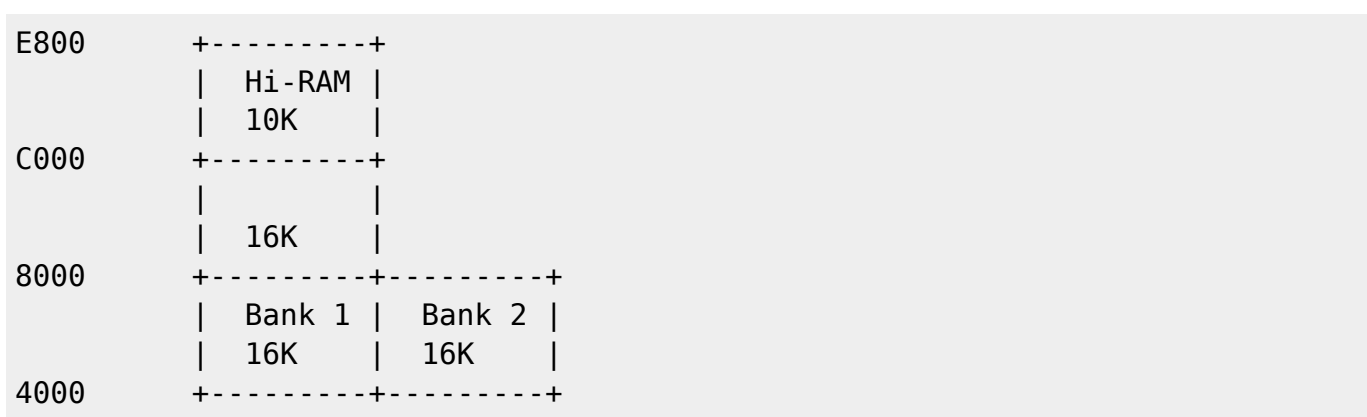 E800       +---------+
           |  Hi-RAM |
           |  10K    |
C000       +---------+
           |         |
           |  16K    |
8000       +---------+---------+
           |  Bank 1 |  Bank 2 |
           |  16K    |  16K    |
4000       +---------+---------+